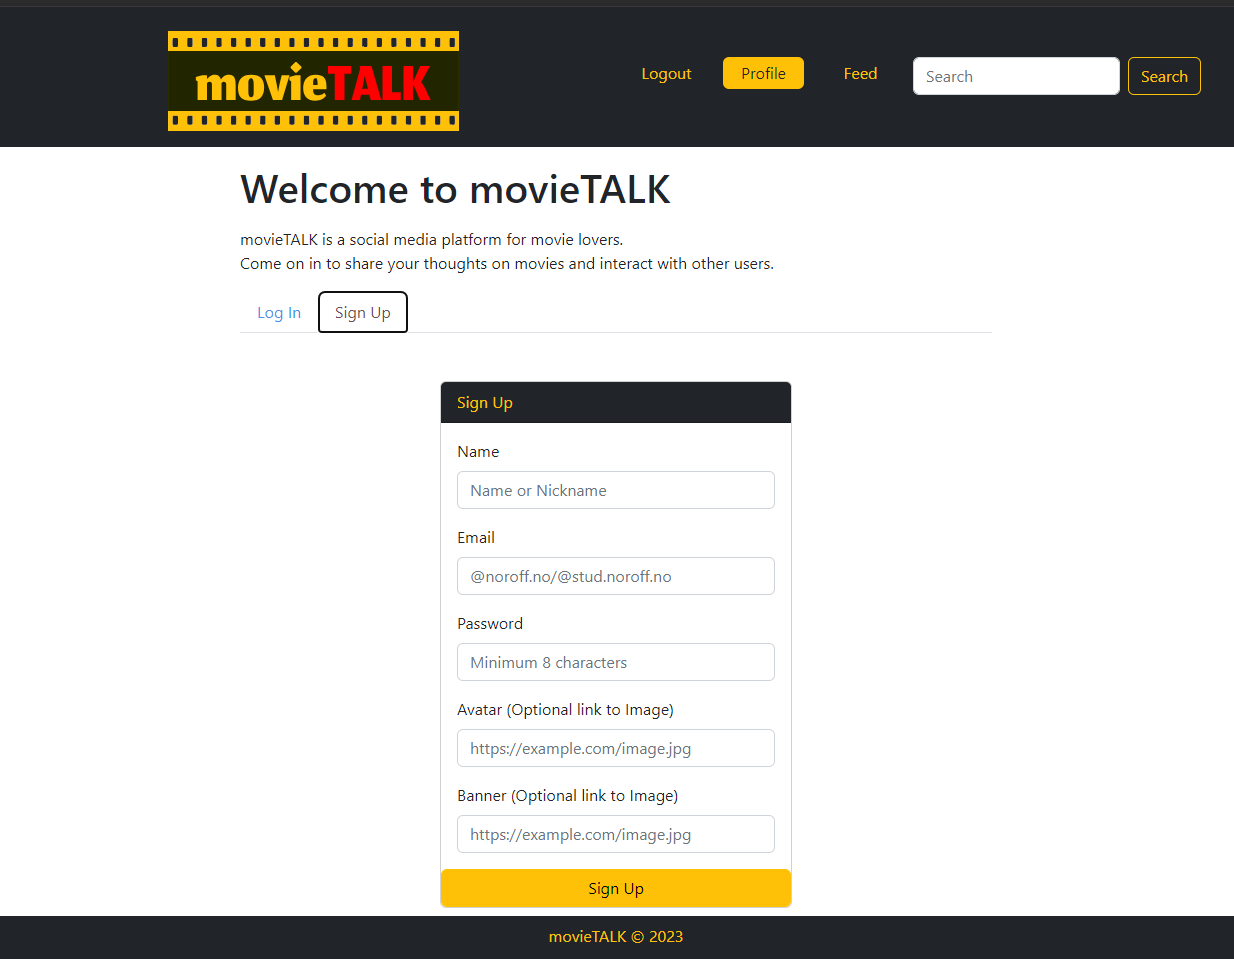 movieTALK
Logout Profile Feed Search Search
Welcome to movieTALK
movieTALK is a social media platform for movie lovers.
Come on in to share your thoughts on movies and interact with other users.
Log In Sign Up
Sign Up
Name
Name or Nickname
Email
@noroff.no/@stud.noroff.no
Password
Minimum 8 characters
Avatar (Optional link to Image)
https://example.com/image.jpg
Banner (Optional link to Image)
https://example.com/image.jpg
Sign Up
movieTALK © 2023